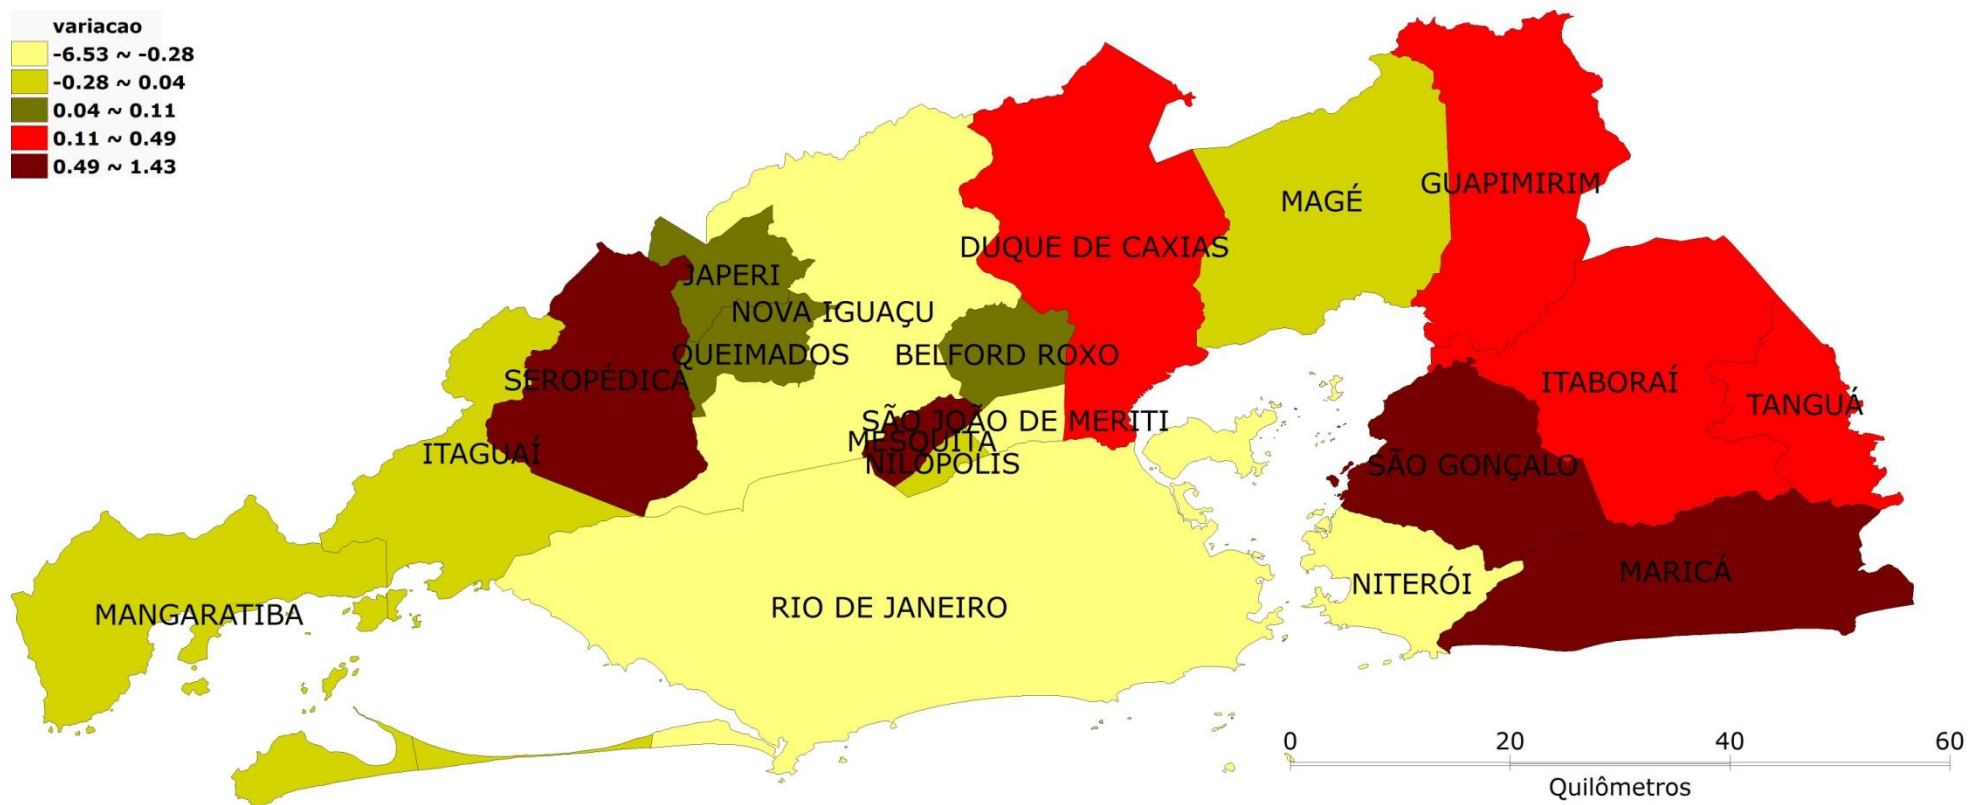 variacao
-6.53 ~ -0.28
-0.28 ~ 0.04
0.04 ~ 0.11
0.11 ~ 0.49
0.49 ~ 1.43
GUAPIMIRIM
MAGÉ
DUQUE DE CAXIAS
JAPERI
NOVA IGUAÇU
QUEIMADOS
BELFORD ROXO
SEROPÉDICA
ITABORAÍ
TANGUÁ
SÃO JOÃO DE MERITI
MESQUITA
ITAGUAÍ
NILÓPOLIS
SÃO GONÇALO
MARICÁ
NITERÓI
RIO DE JANEIRO
MANGARATIBA
0 20 40 60
Quilômetros